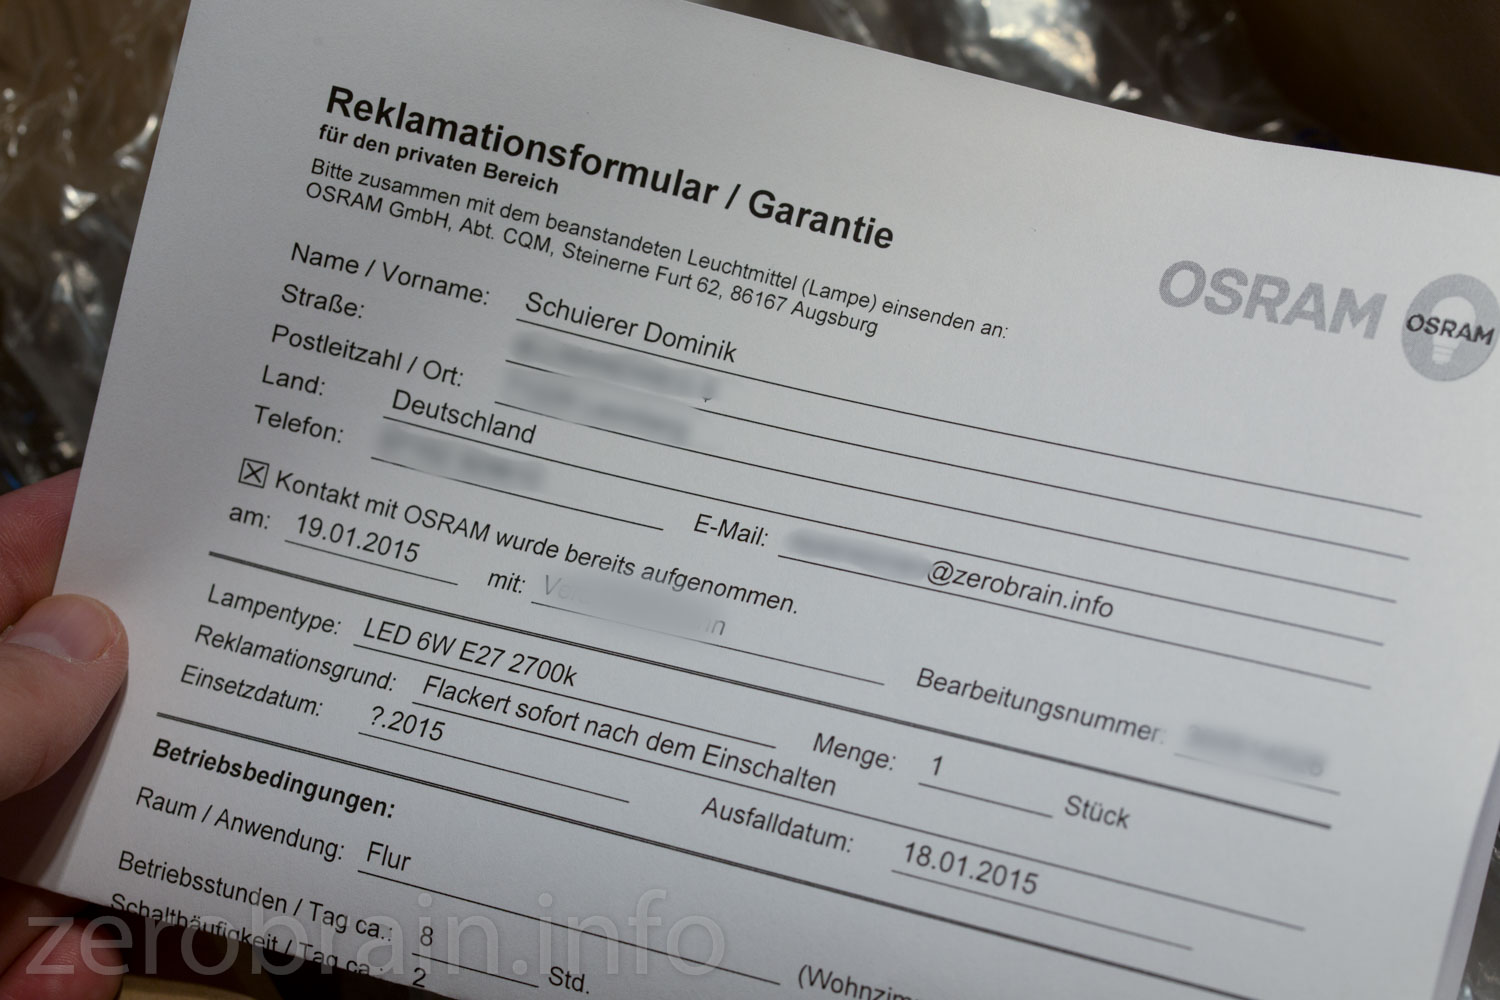 Reklamationsformular / Garantie
für den privaten Bereich
Bitte zusammen mit dem beanstandeten Leuchtmittel (Lampe) einsenden an:
OSRAM GmbH, Abt. CQM, Steinerne Furt 62, 86167 Augsburg
OSRAM
OSRAM
Name / Vorname: Schuierer Dominik
Straße:
Postleitzahl / Ort:
Land: Deutschland
Telefon:
E-Mail: @zerobrain.info
☒ Kontakt mit OSRAM wurde bereits aufgenommen.
am: 19.01.2015 mit:
Bearbeitungsnummer:
Lampentype: LED 6W E27 2700k
Menge: 1 Stück
Reklamationsgrund: Flackert sofort nach dem Einschalten
Einsetzdatum: ?.2015
Ausfalldatum: 18.01.2015
Betriebsbedingungen:
Raum / Anwendung: Flur
(Wohnzim
Betriebsstunden / Tag ca.: 8 Std.
Schalthäufigkeit / Tag ca.: 2
zerobrain.info